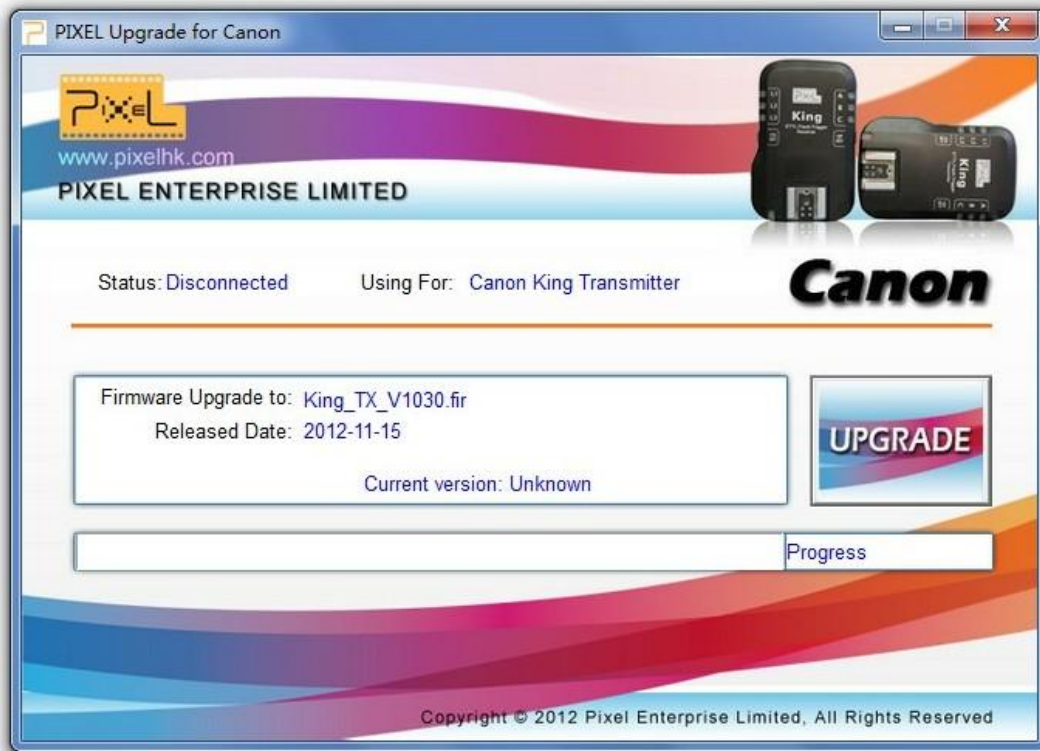 PIXEL Upgrade for Canon
PIXEL
www.pixelhk.com
PIXEL ENTERPRISE LIMITED
Pixel
King
Pixel
King
Status: Disconnected Using For: Canon King Transmitter
Canon
Firmware Upgrade to: King_TX_V1030.fir
Released Date: 2012-11-15
Current version: Unknown
UPGRADE
Progress
Copyright © 2012 Pixel Enterprise Limited, All Rights Reserved